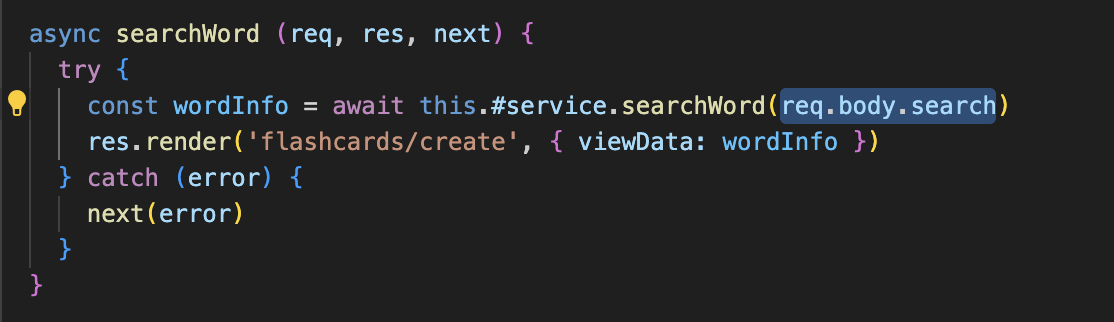 async searchWord (req, res, next) {
try {
const wordInfo = await this.#service.searchWord(req.body.search)
res.render('flashcards/create', { viewData: wordInfo })
} catch (error) {
next(error)
}
}